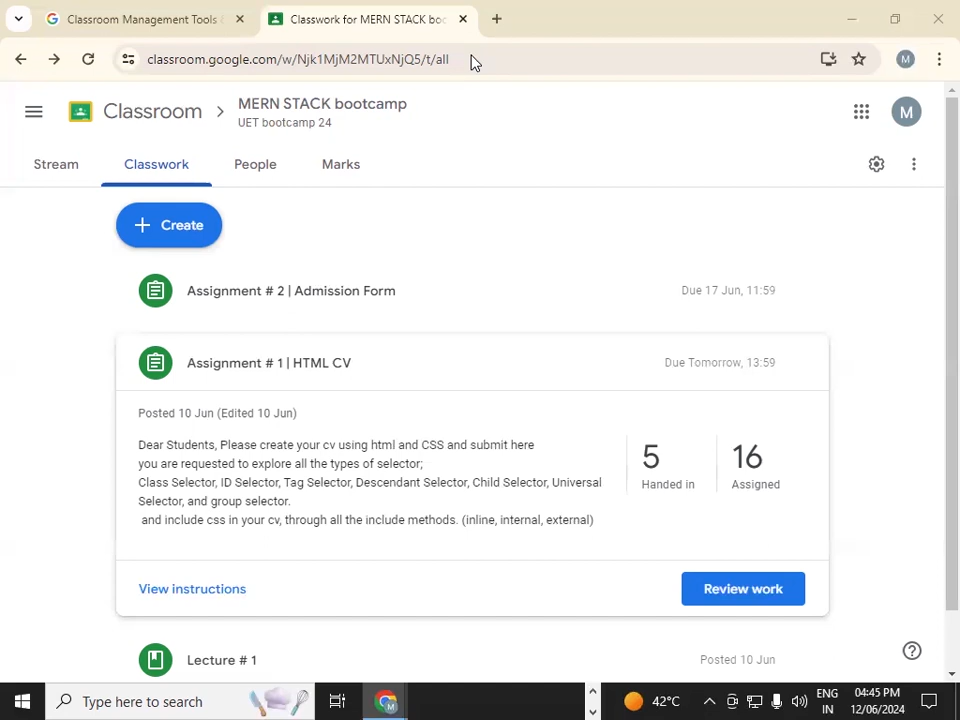 Classroom Management Tools
Classwork for MERN STACK boo
classroom.google.com/w/Njk1MjM2MTUxNjQ5/t/all
M
Classroom
MERN STACK bootcamp
UET bootcamp 24
M
Stream
Classwork
People
Marks
Create
Assignment # 2 | Admission Form
Due 17 Jun, 11:59
Assignment # 1 | HTML CV
Due Tomorrow, 13:59
Posted 10 Jun (Edited 10 Jun)
Dear Students, Please create your cv using html and CSS and submit here
you are requested to explore all the types of selector;
Class Selector, ID Selector, Tag Selector, Descendant Selector, Child Selector, Universal
Selector, and group selector.
and include css in your cv, through all the include methods. (inline, internal, external)
5
Handed in
16
Assigned
View instructions
Review work
Lecture # 1
Posted 10 Jun
Type here to search
M
42°C
ENG
IN
04:45 PM
12/06/2024